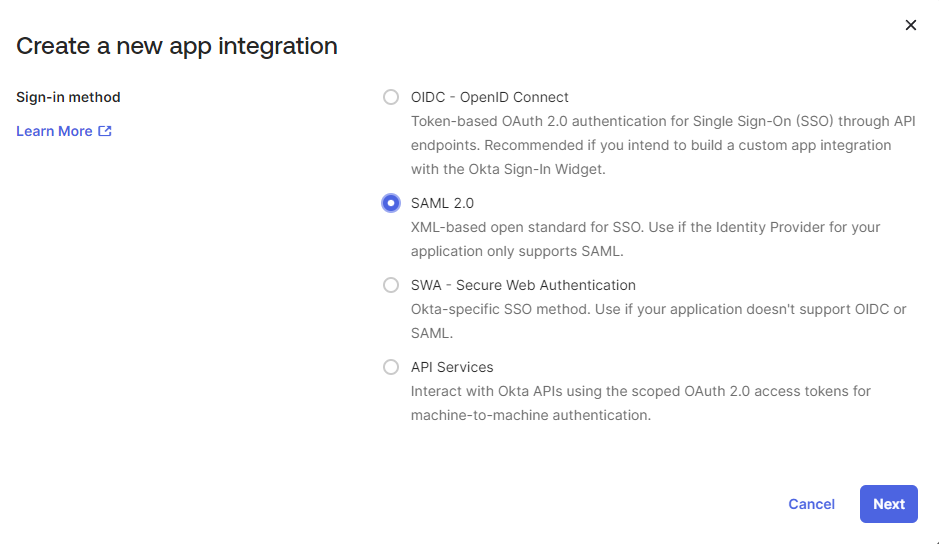 Create a new app integration
Sign-in method
Learn More
OIDC - OpenID Connect
Token-based OAuth 2.0 authentication for Single Sign-On (SSO) through API
endpoints. Recommended if you intend to build a custom app integration
with the Okta Sign-In Widget.
SAML 2.0
XML-based open standard for SSO. Use if the Identity Provider for your
application only supports SAML.
SWA - Secure Web Authentication
Okta-specific SSO method. Use if your application doesn't support OIDC or
SAML.
API Services
Interact with Okta APIs using the scoped OAuth 2.0 access tokens for
machine-to-machine authentication.
Cancel
Next